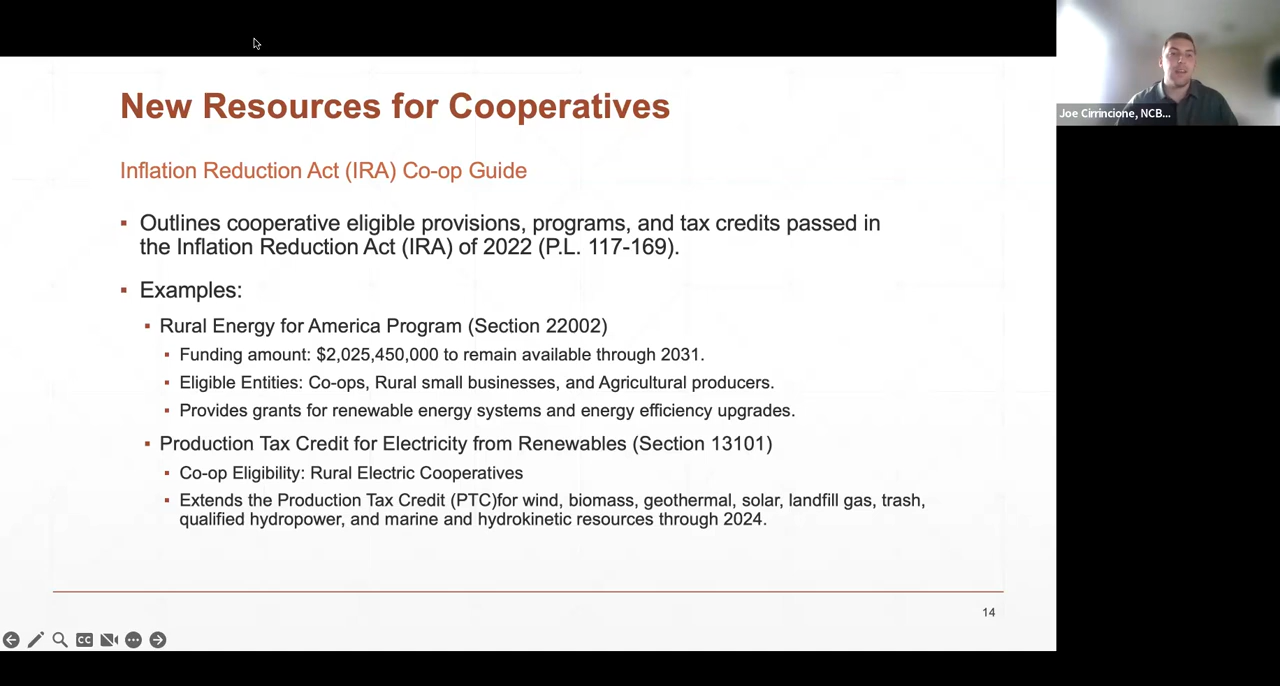 New Resources for Cooperatives
Inflation Reduction Act (IRA) Co-op Guide
▪ Outlines cooperative eligible provisions, programs, and tax credits passed in
the Inflation Reduction Act (IRA) of 2022 (P.L. 117-169).
▪ Examples:
▪ Rural Energy for America Program (Section 22002)
▪ Funding amount: $2,025,450,000 to remain available through 2031.
▪ Eligible Entities: Co-ops, Rural small businesses, and Agricultural producers.
▪ Provides grants for renewable energy systems and energy efficiency upgrades.
▪ Production Tax Credit for Electricity from Renewables (Section 13101)
▪ Co-op Eligibility: Rural Electric Cooperatives
▪ Extends the Production Tax Credit (PTC)for wind, biomass, geothermal, solar, landfill gas, trash,
qualified hydropower, and marine and hydrokinetic resources through 2024.
14
CC
Joe Cirrincione, NCB...